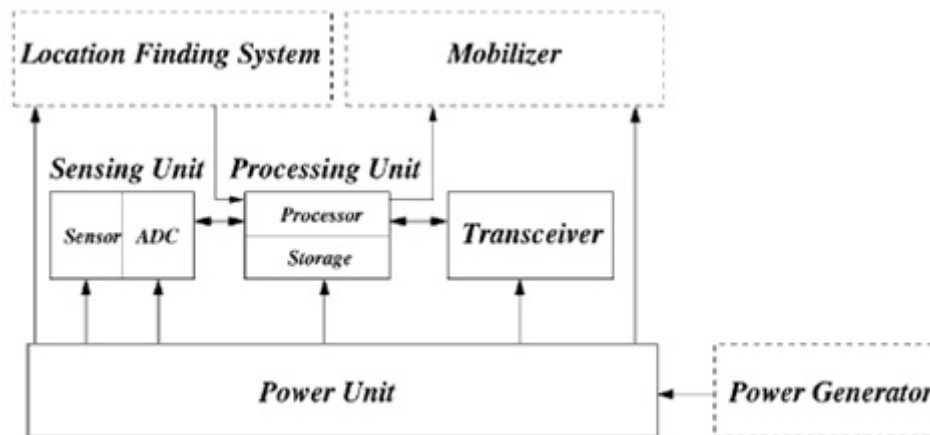 Location Finding System
Mobilizer
Sensing Unit
Processing Unit
Sensor
ADC
Processor
Storage
Transceiver
Power Unit
Power Generator